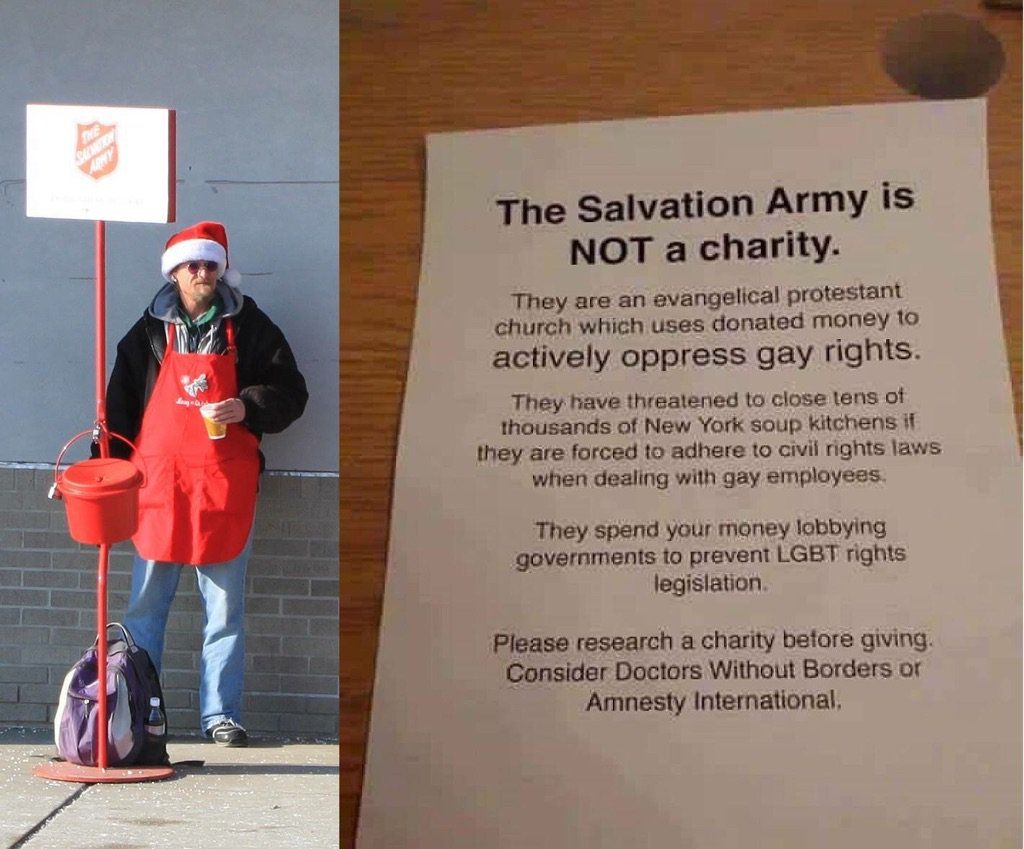 THE
SALVATION
ARMY
The Salvation Army is
NOT a charity.
They are an evangelical protestant
church which uses donated money to
actively oppress gay rights.
They have threatened to close tens of
thousands of New York soup kitchens if
they are forced to adhere to civil rights laws
when dealing with gay employees.
They spend your money lobbying
governments to prevent LGBT rights
legislation.
Please research a charity before giving.
Consider Doctors Without Borders or
Amnesty International.